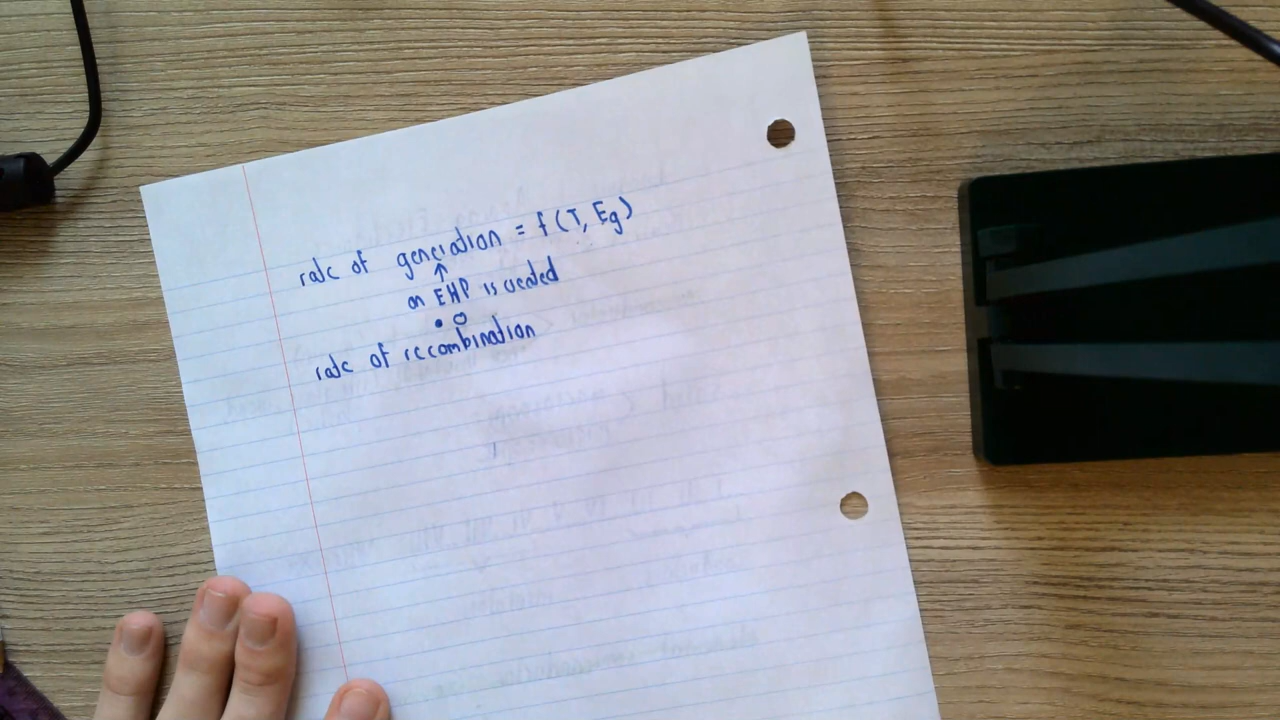 rate of generation = f(T, Eg)
↑
an EHP is created
rate of recombination